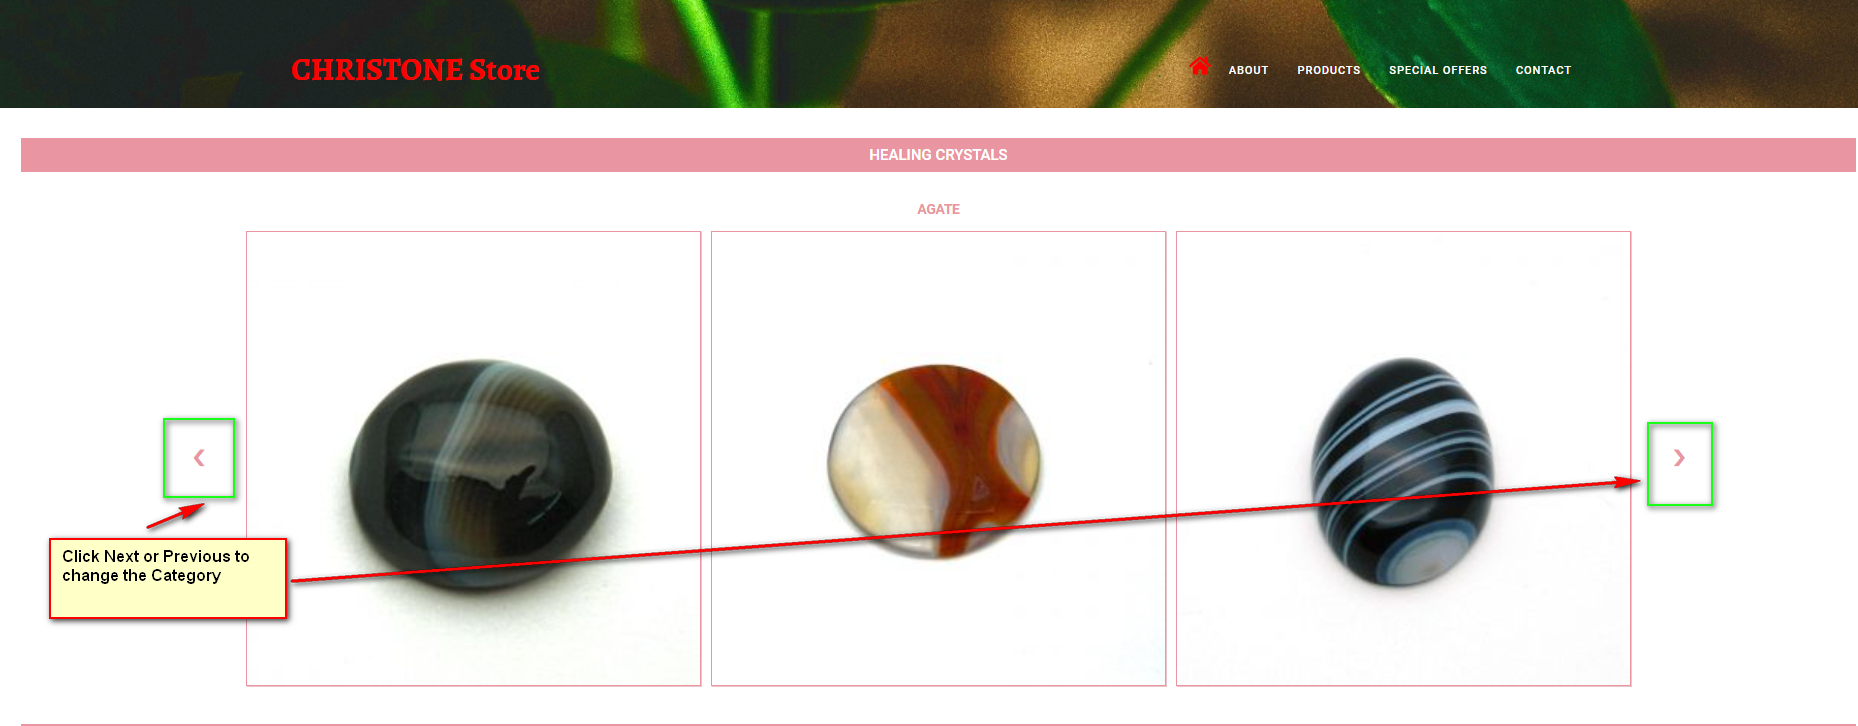 CHRISTONE Store
ABOUT
PRODUCTS
SPECIAL OFFERS
CONTACT
HEALING CRYSTALS
AGATE
Click Next or Previous to
change the Category